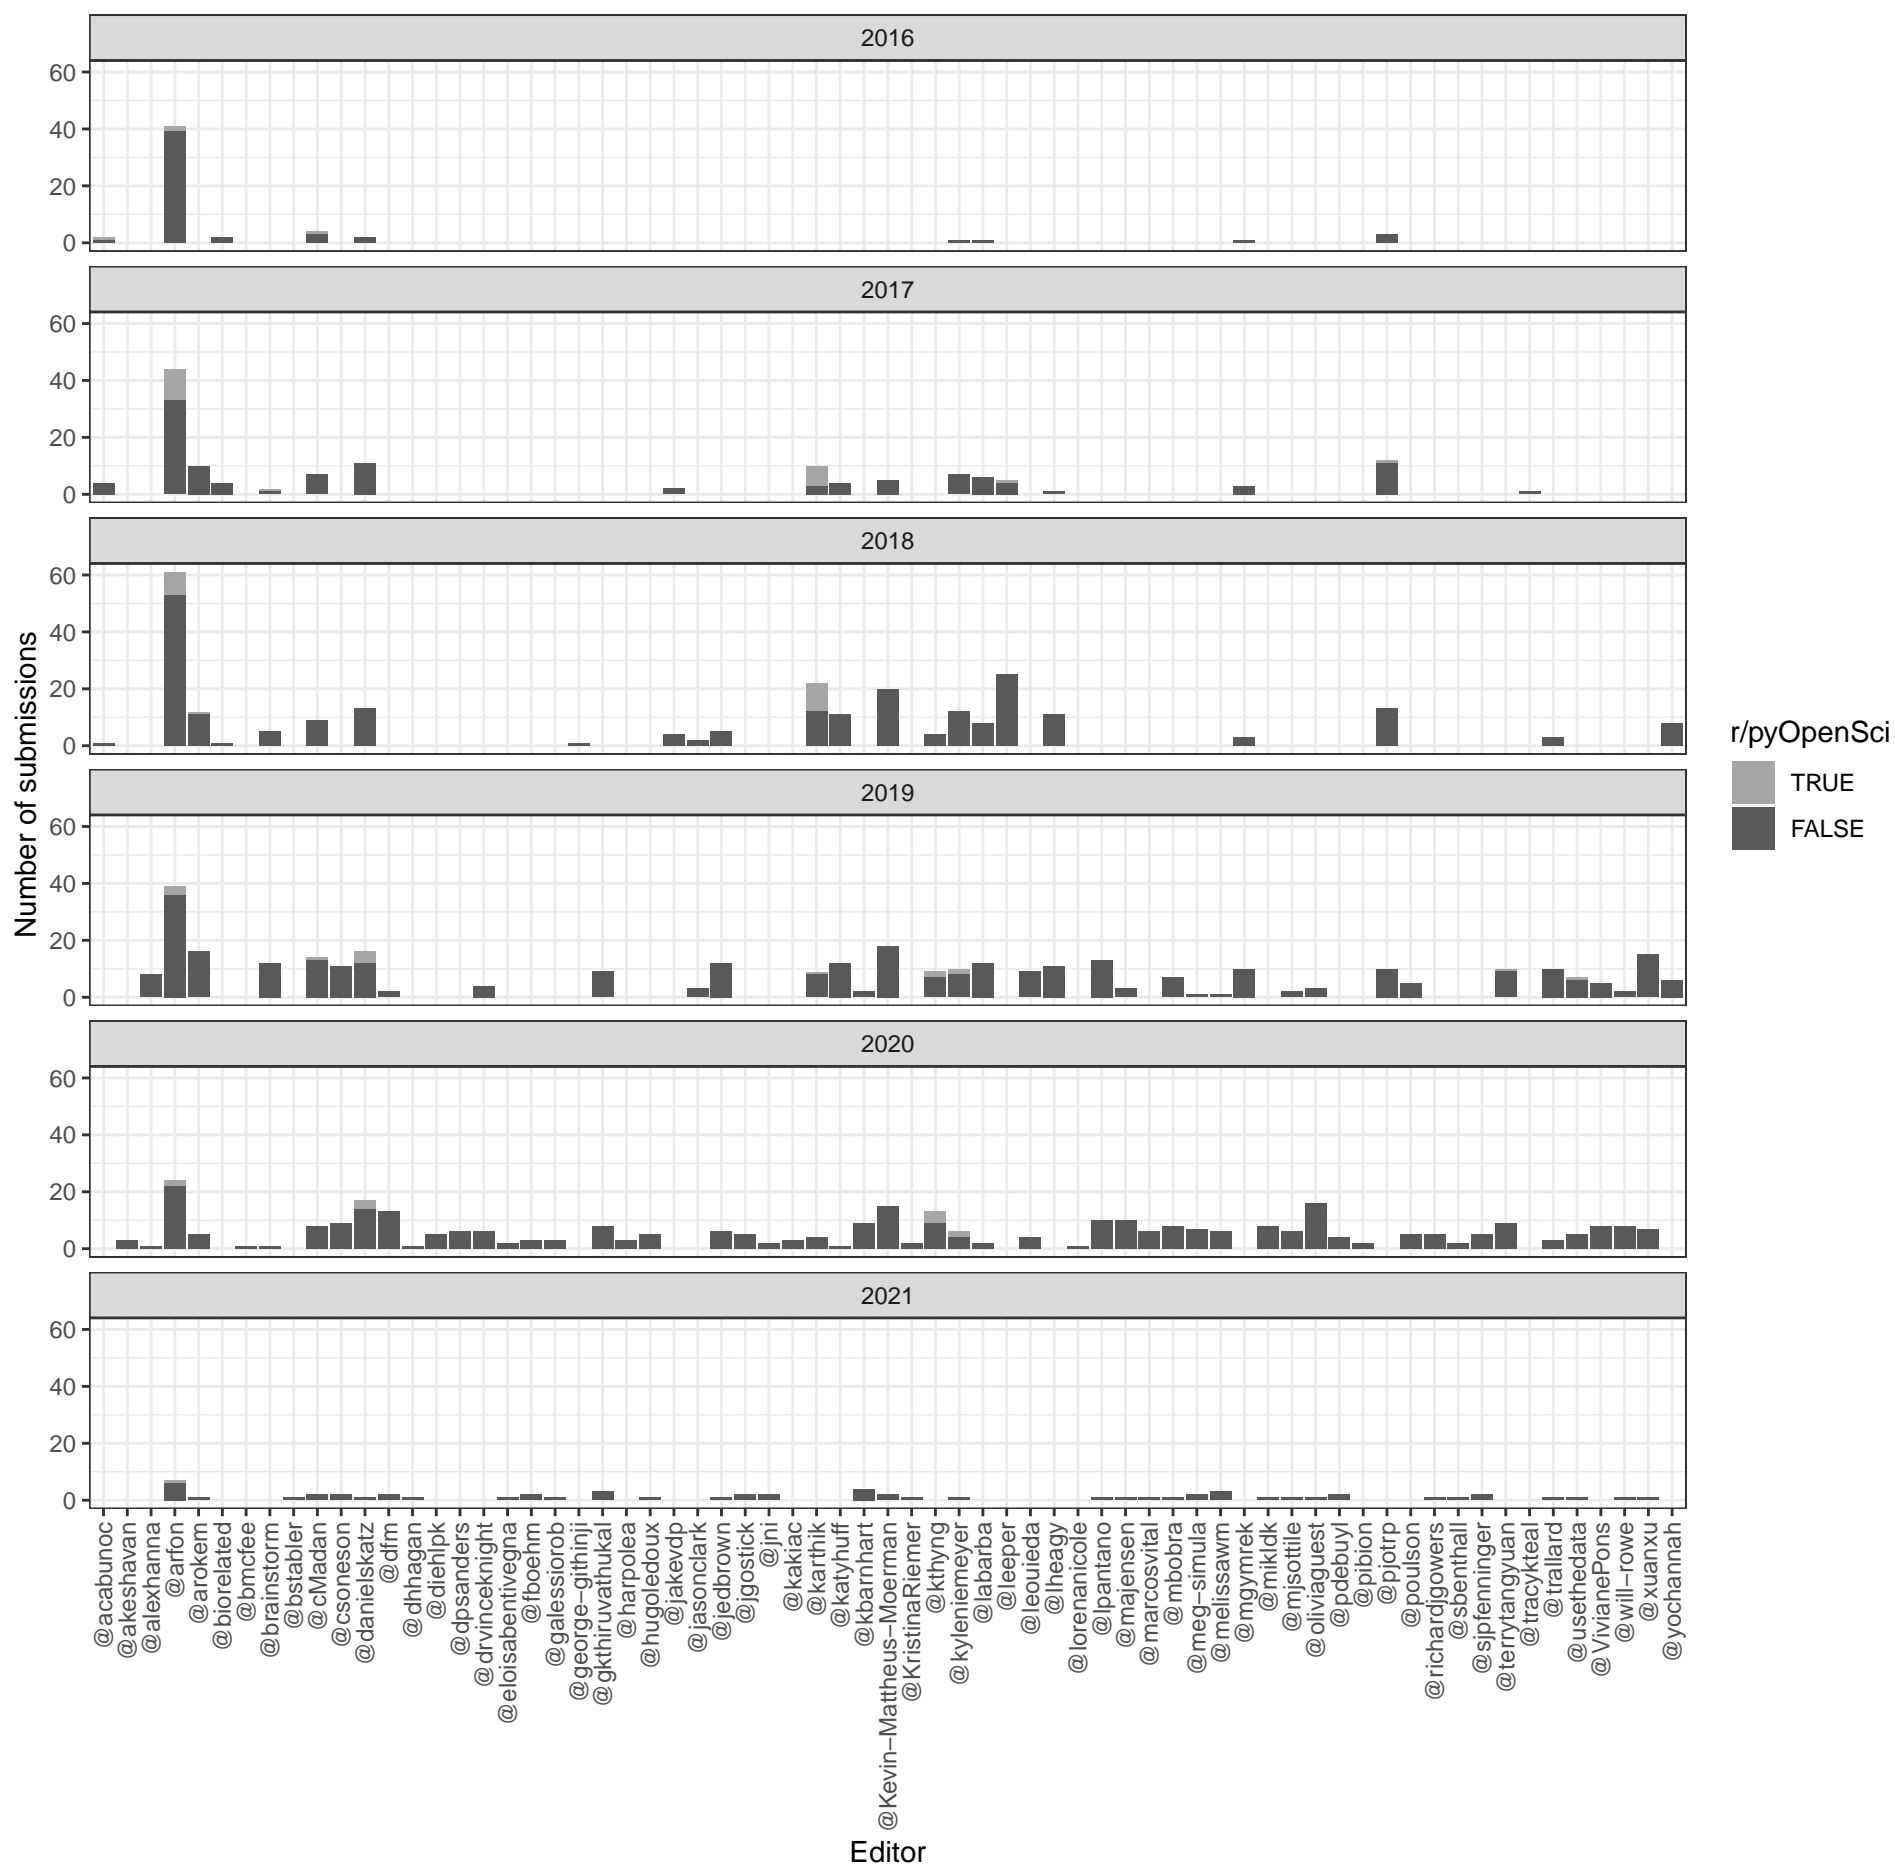 2016
60
40
20
0
2017
60
40
20
0
2018
60
40
20
0
2019
60
40
20
0
2020
60
40
20
0
2021
60
40
20
0
Number of submissions
@acabunoc
@akeshavan
@alexhanna
@arfon
@arokem
@biorelated
@bmcfee
@brainstorm
@bstabler
@cMadan
@csoneson
@danielskatz
@dfm
@dhhagan
@diehlpk
@dpsanders
@drvinceknight
@eloisabentivegna
@fboehm
@galessiorob
@george−githinji
@gkthiruvathukal
@harpolea
@hugoledoux
@jakevdp
@jasonclark
@jedbrown
@jgostick
@jni
@kakiac
@karthik
@katyhuff
@kbarnhart
@Kevin−Mattheus−Moerman
@KristinaRiemer
@kthyng
@kyleniemeyer
@labarba
@leeper
@leouieda
@lheagy
@lorenanicole
@lpantano
@majensen
@marcosvital
@mbobra
@meg−simula
@melissawm
@mgymrek
@mikldk
@mjsottile
@oliviaguest
@pdebuyl
@pibion
@pjotrp
@poulson
@richardjgowers
@sbenthall
@sjpfenninger
@terrytangyuan
@tracykteal
@trallard
@usethedata
@VivianePons
@will−rowe
@xuanxu
@yochannah
Editor
r/pyOpenSci
TRUE
FALSE